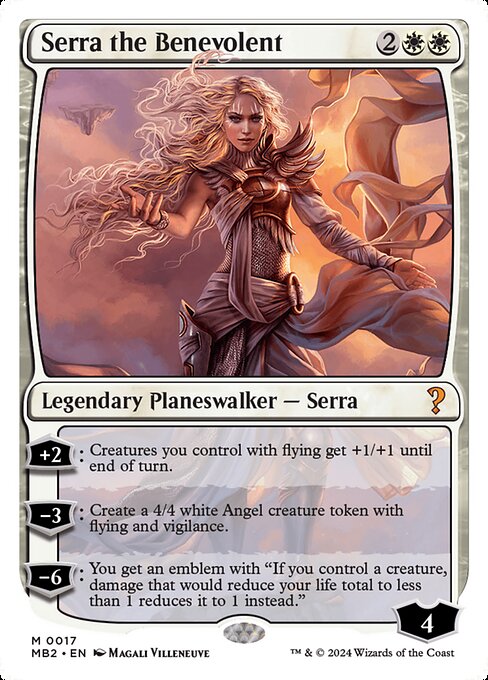 Serra the Benevolent 2
Legendary Planeswalker — Serra
+2: Creatures you control with flying get +1/+1 until
end of turn.
−3: Create a 4/4 white Angel creature token with
flying and vigilance.
−6: You get an emblem with “If you control a creature,
damage that would reduce your life total to less
than 1 reduces it to 1 instead.”
4
M 0017
MB2 • EN Magali Villeneuve ™ & © 2024 Wizards of the Coast